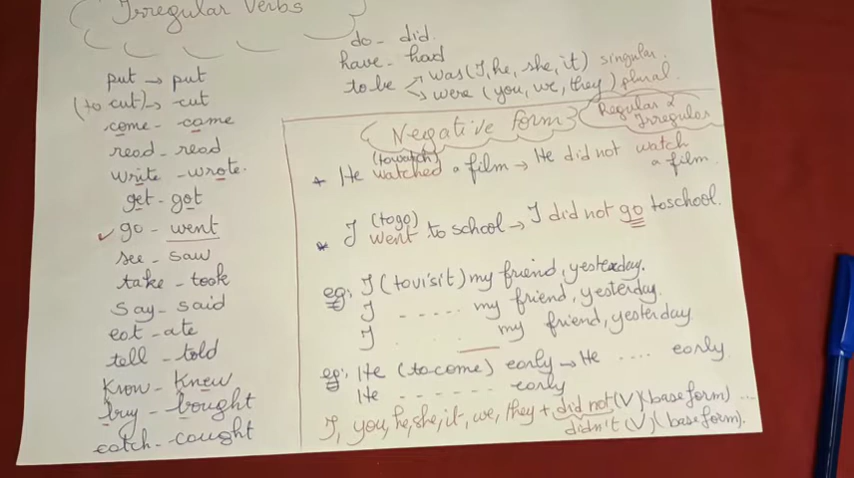 Irregular Verbs
put → put
(to cut) → cut
come - came
read - read
write - wrote.
get - got
✓ go - went
see - saw
take - took
say - said
eat - ate
tell - told
Know - Knew
buy - bought
catch - caught
do - did.
have - had
to be → was (I, he, she, it) singular.
→ were (you, we, they) plural.
Negative form
Regular & Irregular
(to watch)
* He watched a film → He did not watch a film.
(to go)
* I went to school → I did not go to school.
eg: I (to visit) my friend, yesterday.
I ..... my friend, yesterday.
I . . . my friend, yesterday
eg: He (to come) early → He .... early.
He ...... early
I, you, he, she, it, we, they + did not (V) (base form) ...
didn't (V) (base form).